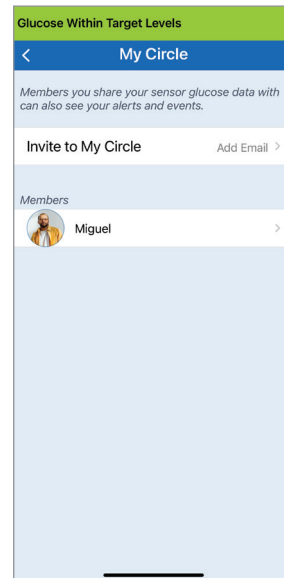 Glucose Within Target Levels
My Circle
Members you share your sensor glucose data with
can also see your alerts and events.
Invite to My Circle Add Email
Members
Miguel